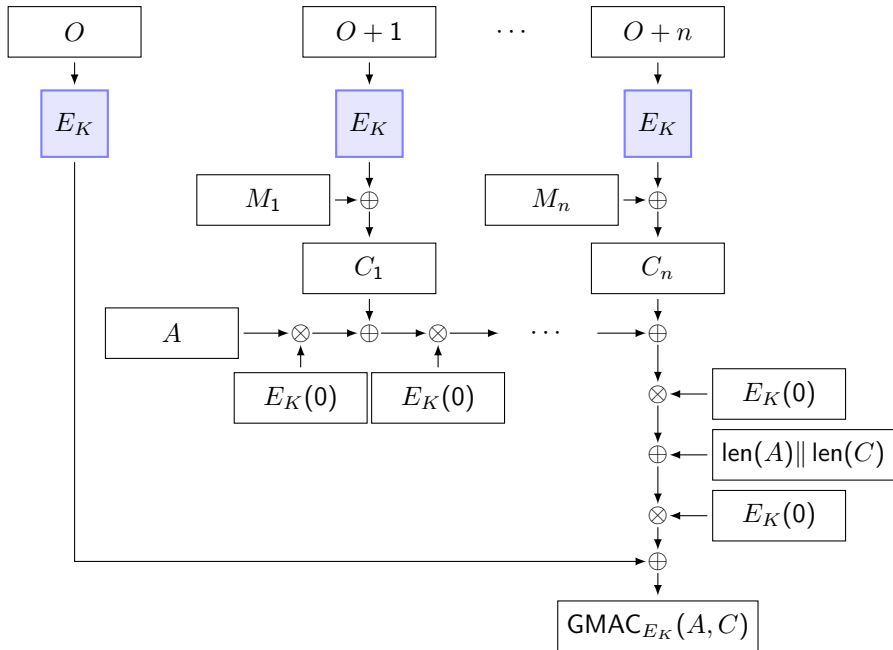 O O + 1 ⋯ O + n
E_K E_K E_K
M_1 ⊕ M_n ⊕
C_1 C_n
A ⊗ ⊕ ⊗ ⋯ ⊕
E_K(0) E_K(0)
⊗ E_K(0)
⊕ len(A)‖ len(C)
⊗ E_K(0)
⊕
GMAC_{E_K}(A, C)